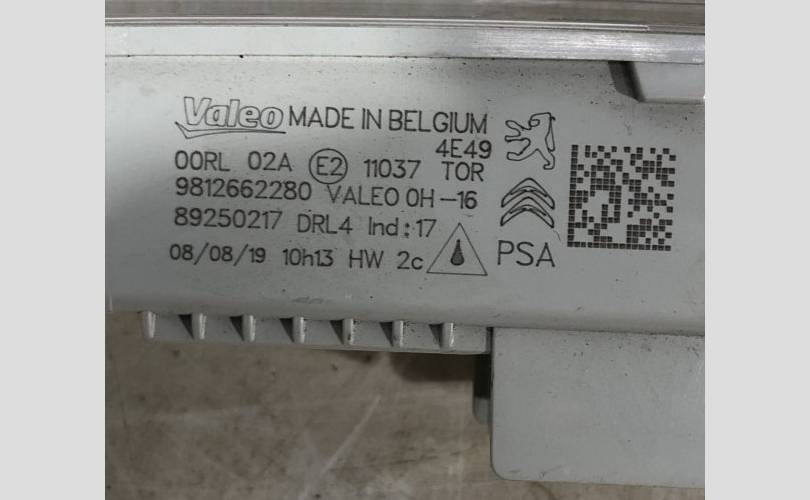 Valeo MADE IN BELGIUM
4E49
00RL 02A E2 11037 TOR
9812662280 VALEO 0H-16
89250217 DRL4 Ind:17
08/08/19 10h13 HW 2c PSA